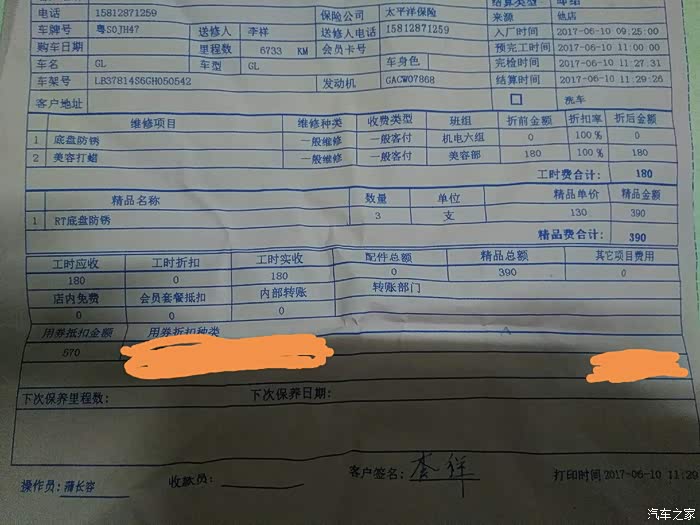 结算类型
电话 15812871259 保险公司 太平洋保险 来源 他店
车牌号 粤S0JH47 送修人 李祥 送修人电话 15812871259 入厂时间 2017-06-10 09:25:00
购车日期 里程数 6733 KM 会员卡号 预完工时间 2017-06-10 11:00:00
车名 GL 车型 GL 车身色 完检时间 2017-06-10 11:27:31
车架号 LB37814S6GH050542 发动机 GACW07868 结算时间 2017-06-10 11:29:26
客户地址 洗车
维修项目 维修种类 收费类型 班组 折前金额 折扣率 折后金额
1 底盘防锈 一般维修 一般客付 机电六组 0 100% 0
2 美容打蜡 一般维修 一般客付 美容部 180 100% 180
工时费合计: 180
精品名称 数量 单位 精品单价 精品金额
1 RT底盘防锈 3 支 130 390
精品费合计: 390
工时应收 工时折扣 工时实收 配件总额 精品总额 其它项目费用
180 0 180 0 390
店内免费 会员套餐抵扣 内部转账 转账部门
0 0 0
用券抵扣金额 用券折扣种类
570
下次保养里程数: 下次保养日期:
操作员: 蒲长容 收款员: 客户签名: 李祥 打印时间 2017-06-10 11:29
汽车之家